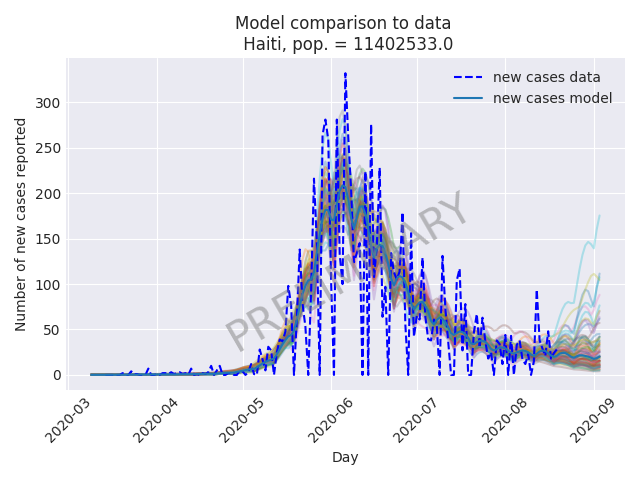 Model comparison to data
Haiti, pop. = 11402533.0
new cases data
new cases model
PRELIMINARY
Number of new cases reported
300
250
200
150
100
50
0
2020-03
2020-04
2020-05
2020-06
2020-07
2020-08
2020-09
Day